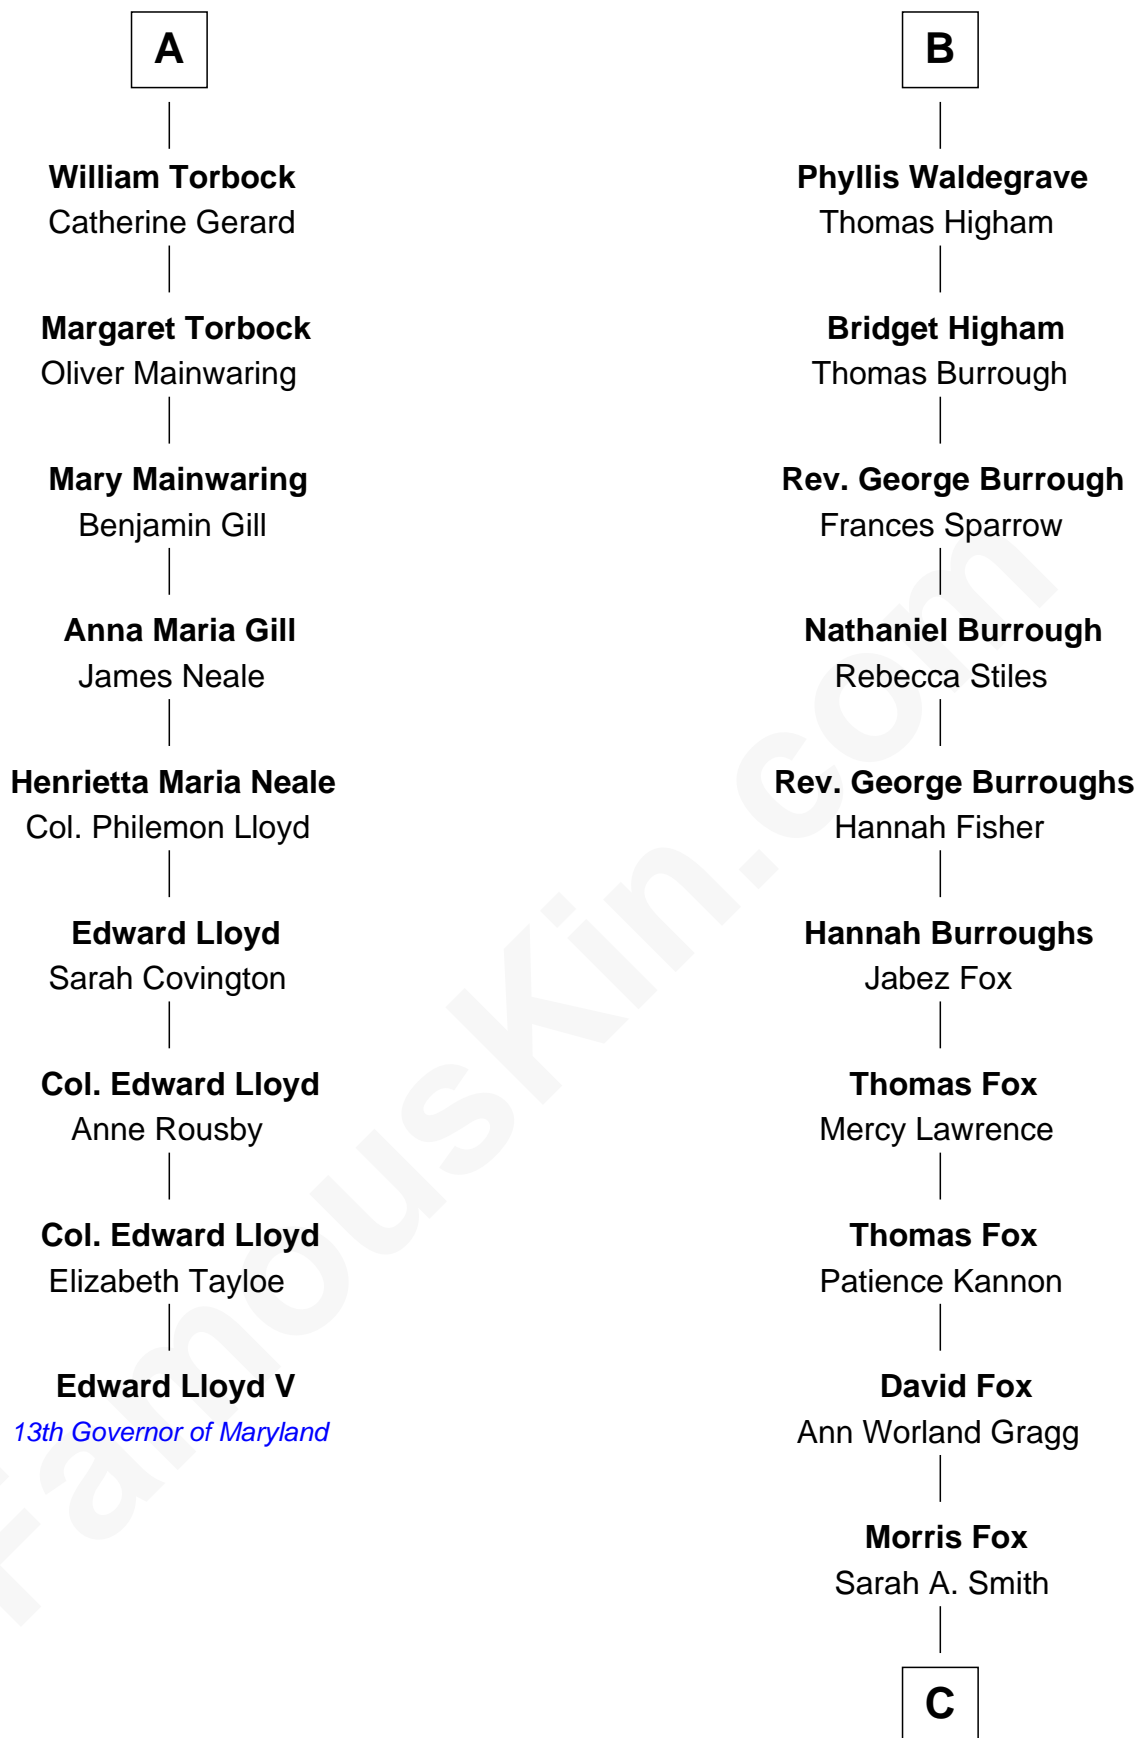 A
William Torbock
Catherine Gerard
Margaret Torbock
Oliver Mainwaring
Mary Mainwaring
Benjamin Gill
Anna Maria Gill
James Neale
Henrietta Maria Neale
Col. Philemon Lloyd
Edward Lloyd
Sarah Covington
Col. Edward Lloyd
Anne Rousby
Col. Edward Lloyd
Elizabeth Tayloe
Edward Lloyd V
13th Governor of Maryland
B
Phyllis Waldegrave
Thomas Higham
Bridget Higham
Thomas Burrough
Rev. George Burrough
Frances Sparrow
Nathaniel Burrough
Rebecca Stiles
Rev. George Burroughs
Hannah Fisher
Hannah Burroughs
Jabez Fox
Thomas Fox
Mercy Lawrence
Thomas Fox
Patience Kannon
David Fox
Ann Worland Gragg
Morris Fox
Sarah A. Smith
C
FamousKin.com